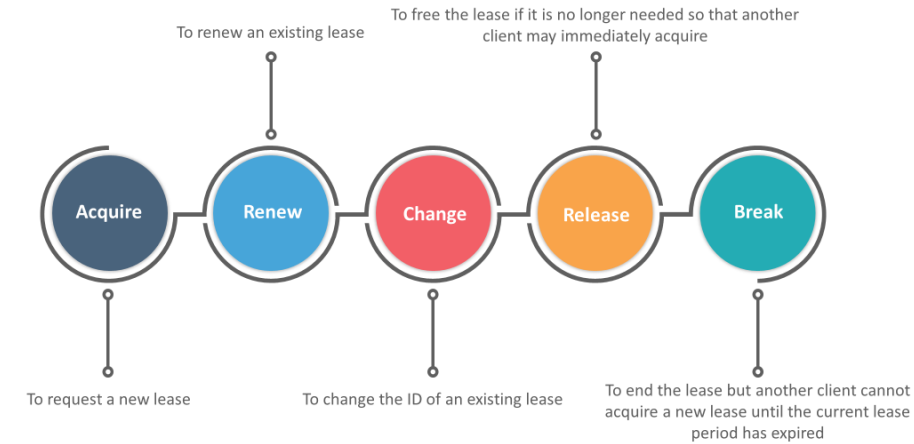 To free the lease if it is no longer needed so that another
client may immediately acquire
To renew an existing lease
Acquire
Renew
Change
Release
Break
To request a new lease
To change the ID of an existing lease
To end the lease but another client cannot
acquire a new lease until the current lease
period has expired